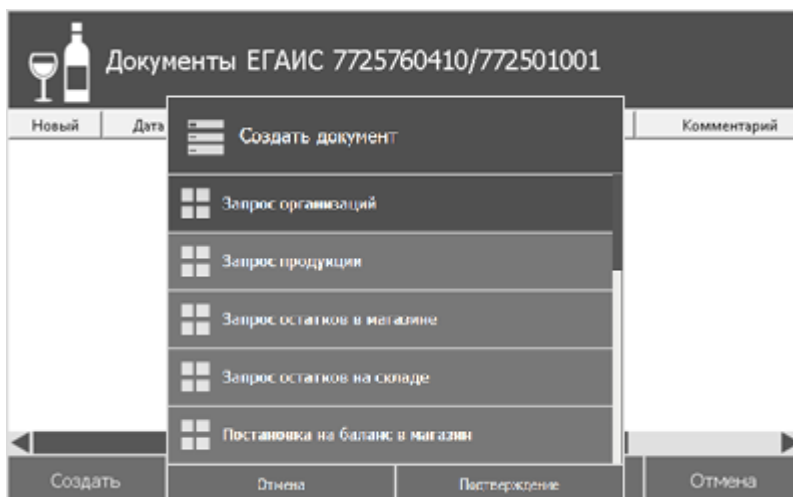 Документы ЕГАИС 7725760410/772501001
Новый Дата Комментарий
Создать документ
Запрос организаций
Запрос продукции
Запрос остатков в магазине
Запрос остатков на складе
Постановка на баланс в магазин
Создать Отмена Подтверждение Отмена